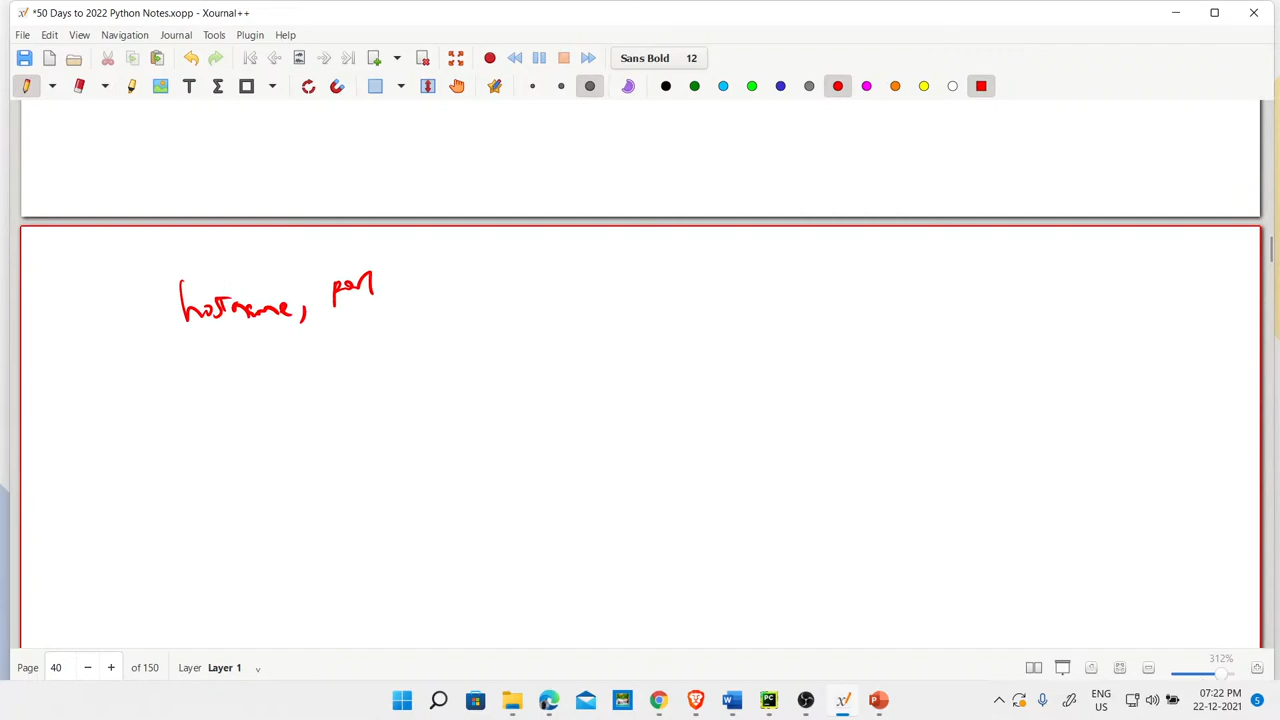 *50 Days to 2022 Python Notes.xopp - Xournal++
File Edit View Navigation Journal Tools Plugin Help
Sans Bold 12
hostname,
Page 40 of 150 Layer Layer 1
312%
ENG
US
07:22 PM
22-12-2021
5